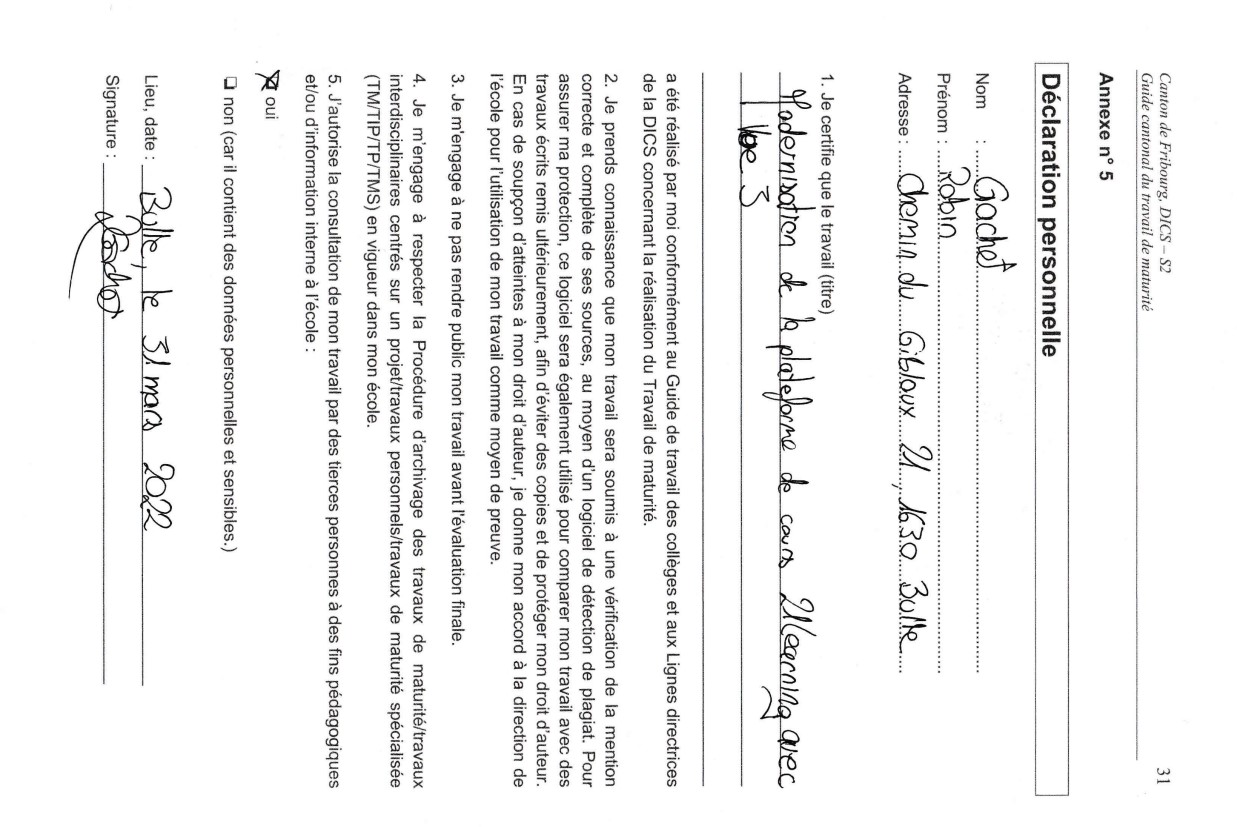 Canton de Fribourg, DICS – S2
Guide cantonal du travail de maturité
31
Annexe n° 5
Déclaration personnelle
Nom : Gachet
Prénom : Robin
Adresse : Chemin du Gibloux 21, 1630 Bulle
1. Je certifie que le travail (titre)
Modernisation de la plateforme de cours 21learning avec
Vue 3
a été réalisé par moi conformément au Guide de travail des collèges et aux Lignes directrices
de la DICS concernant la réalisation du Travail de maturité.
2. Je prends connaissance que mon travail sera soumis à une vérification de la mention
correcte et complète de ses sources, au moyen d'un logiciel de détection de plagiat. Pour
assurer ma protection, ce logiciel sera également utilisé pour comparer mon travail avec des
travaux écrits remis ultérieurement, afin d'éviter des copies et de protéger mon droit d'auteur.
En cas de soupçon d'atteintes à mon droit d'auteur, je donne mon accord à la direction de
l'école pour l'utilisation de mon travail comme moyen de preuve.
3. Je m'engage à ne pas rendre public mon travail avant l'évaluation finale.
4. Je m'engage à respecter la Procédure d'archivage des travaux de maturité/travaux
interdisciplinaires centrés sur un projet/travaux personnels/travaux de maturité spécialisée
(TM/TIP/TP/TMS) en vigueur dans mon école.
5. J'autorise la consultation de mon travail par des tierces personnes à des fins pédagogiques
et/ou d'information interne à l'école :
oui
non (car il contient des données personnelles et sensibles.)
Lieu, date : Bulle, le 31 mars 2022
Signature : Gachet